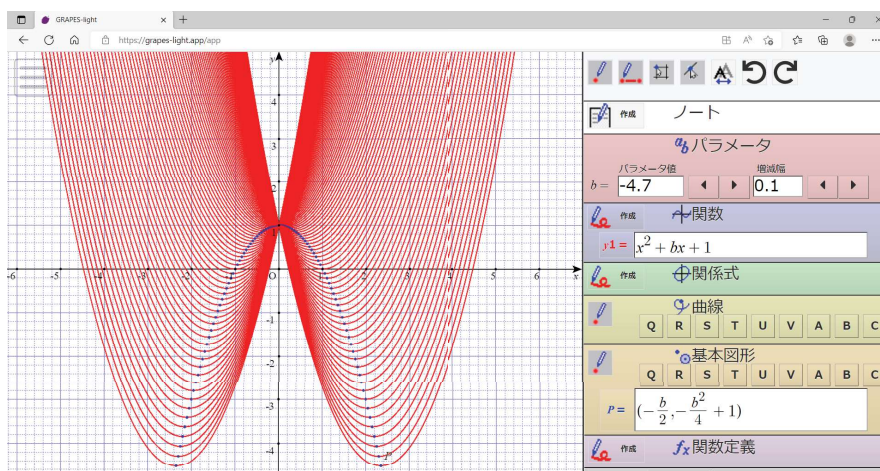 GRAPES-light
https://grapes-light.app/app
y
4
3
2
1
-6 -5 -4 -3 -2 -1 O 1 2 3 4 5 6 x
-1
-2
-3
-4
P
作成 ノート
ab パラメータ
パラメータ値 増減幅
b = -4.7 0.1
作成 関数
y1 = x² + bx + 1
作成 関係式
曲線
Q R S T U V A B C
基本図形
Q R S T U V A B C
P = (-b/2, -b²/4 + 1)
作成 fx 関数定義